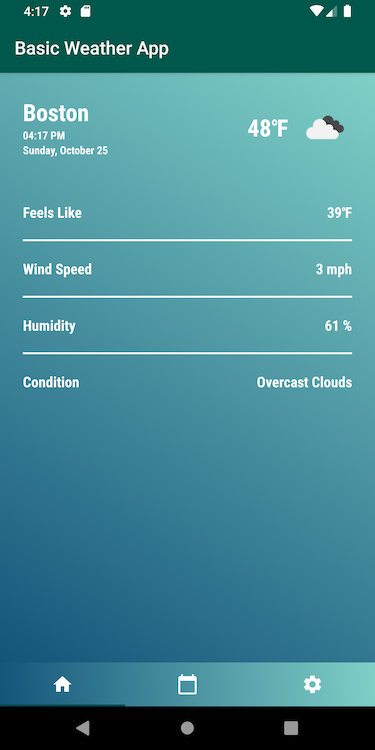 4:17
Basic Weather App
Boston
04:17 PM
Sunday, October 25
48°F
Feels Like 39°F
Wind Speed 3 mph
Humidity 61 %
Condition Overcast Clouds